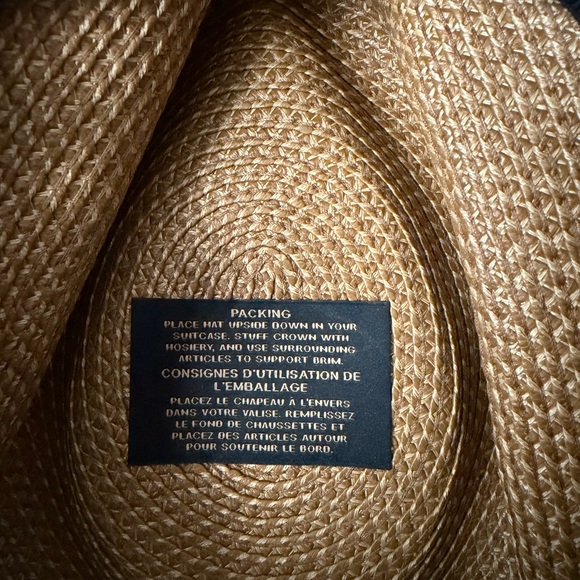 PACKING
PLACE HAT UPSIDE DOWN IN YOUR
SUITCASE. STUFF CROWN WITH
HOSIERY, AND USE SURROUNDING
ARTICLES TO SUPPORT BRIM.
CONSIGNES D'UTILISATION DE
L'EMBALLAGE
PLACEZ LE CHAPEAU À L'ENVERS
DANS VOTRE VALISE. REMPLISSEZ
LE FOND DE CHAUSSETTES ET
PLACEZ DES ARTICLES AUTOUR
POUR SOUTENIR LE BORD.